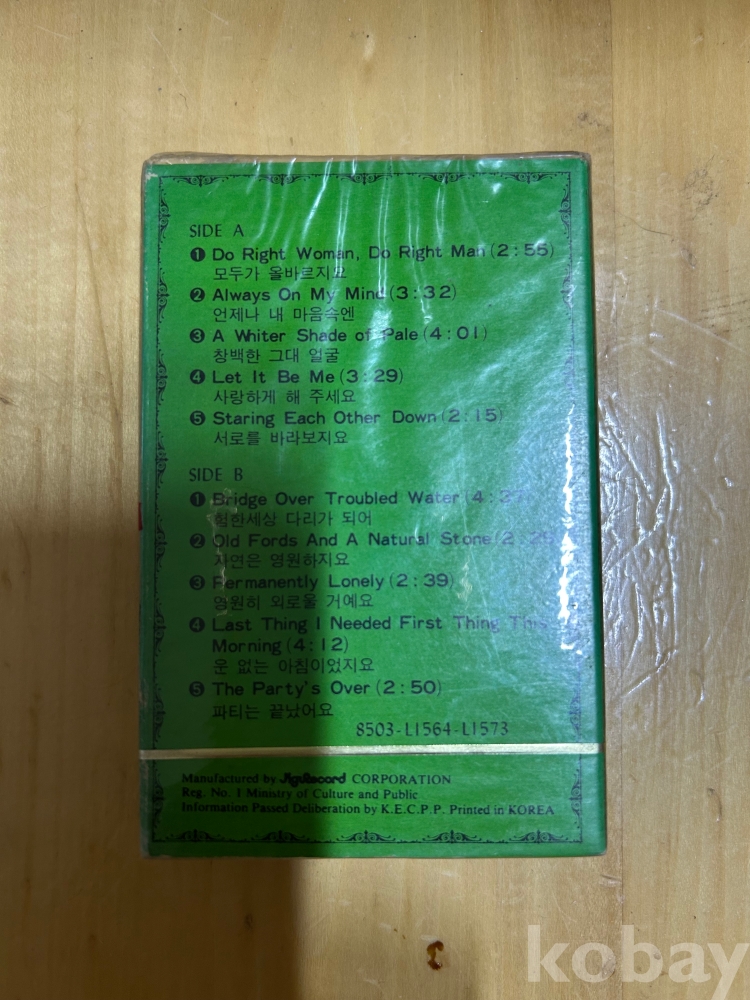 SIDE A
❶ Do Right Woman, Do Right Man (2:55)
모두가 올바르지요
❷ Always On My Mind (3:32)
언제나 내 마음속엔
❸ A Whiter Shade of Pale (4:01)
창백한 그대 얼굴
❹ Let It Be Me (3:29)
사랑하게 해 주세요
❺ Staring Each Other Down (2:15)
서로를 바라보지요
SIDE B
❶ Bridge Over Troubled Water
험한세상 다리가 되어
❷ Old Fords And A Natural Stone
자연은 영원하지요
❸ Permanently Lonely (2:39)
영원히 외로울 거예요
❹ Last Thing I Needed First Thing This
Morning (4:12)
운 없는 아침이었지요
❺ The Party's Over (2:50)
파티는 끝났어요
8503-L1564-L1573
Manufactured by JiguRecord CORPORATION
Reg. No. 1 Ministry of Culture and Public
Information Passed Deliberation by K.E.C.P.P. Printed in KOREA
kobay